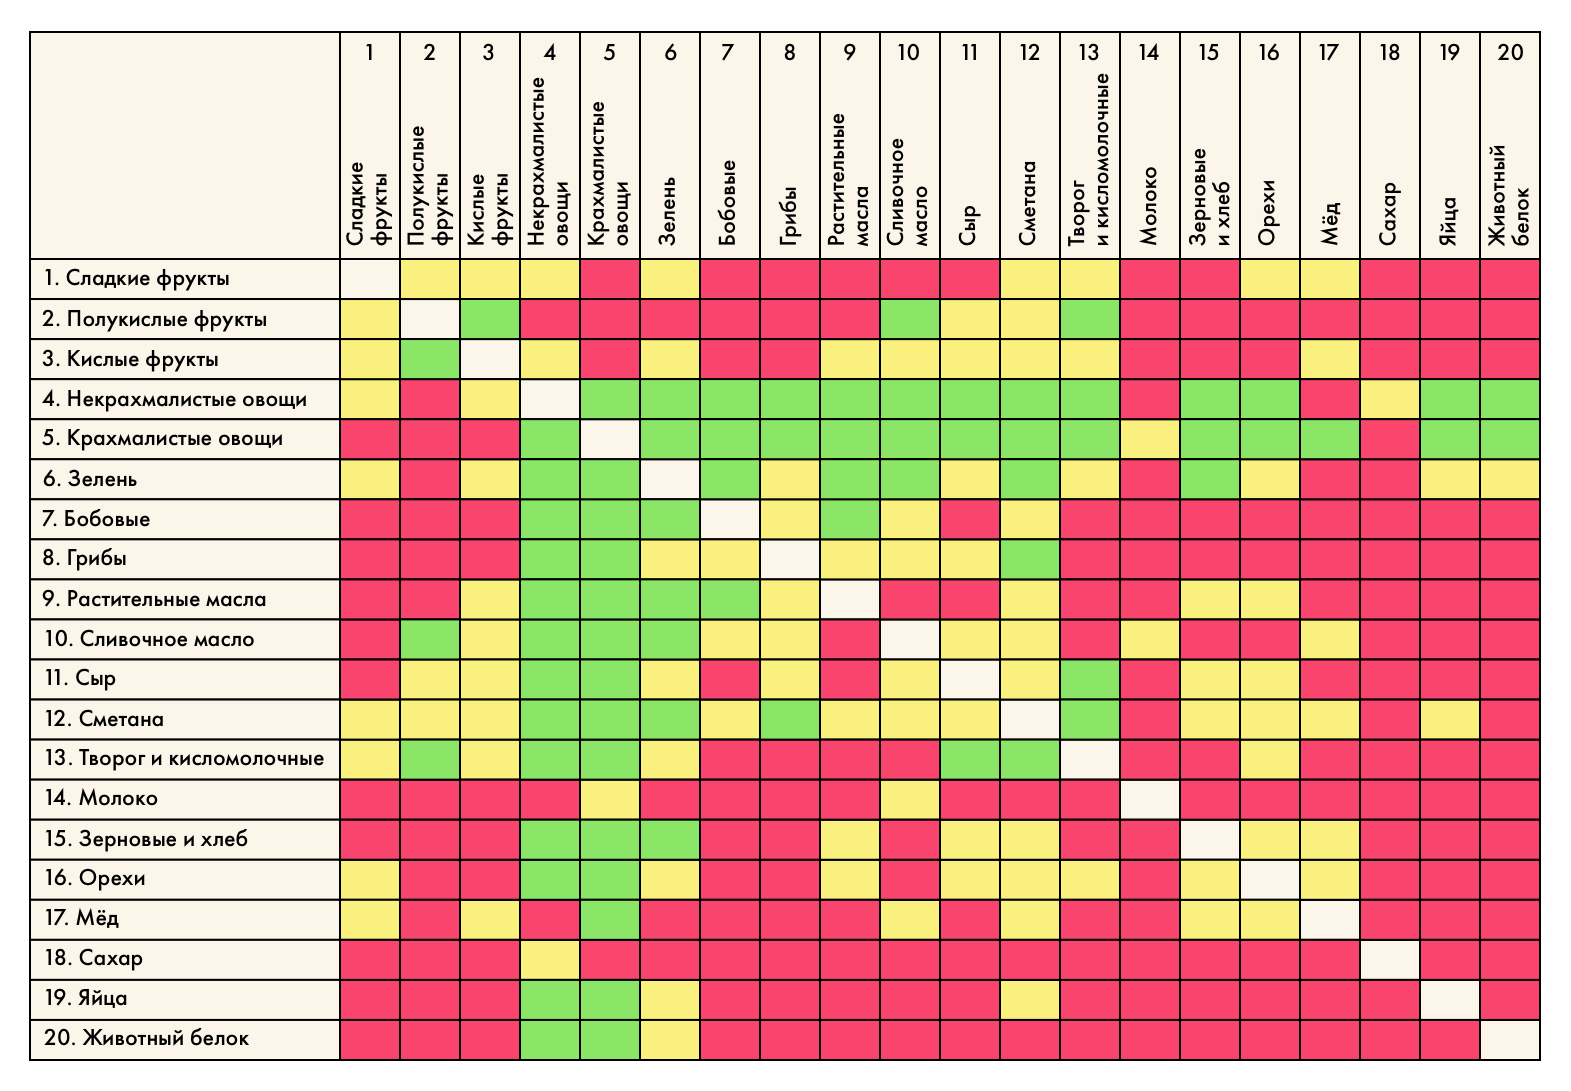 1 2 3 4 5 6 7 8 9 10 11 12 13 14 15 16 17 18 19 20
Сладкие
фрукты
Полукислые
фрукты
Кислые
фрукты
Некрахмалистые
овощи
Крахмалистые
овощи
Зелень
Бобовые
Грибы
Растительные
масла
Сливочное
масло
Сыр
Сметана
Творог
и кисломолочные
Молоко
Зерновые
и хлеб
Орехи
Мёд
Сахар
Яйца
Животный
белок
1. Сладкие фрукты
2. Полукислые фрукты
3. Кислые фрукты
4. Некрахмалистые овощи
5. Крахмалистые овощи
6. Зелень
7. Бобовые
8. Грибы
9. Растительные масла
10. Сливочное масло
11. Сыр
12. Сметана
13. Творог и кисломолочные
14. Молоко
15. Зерновые и хлеб
16. Орехи
17. Мёд
18. Сахар
19. Яйца
20. Животный белок